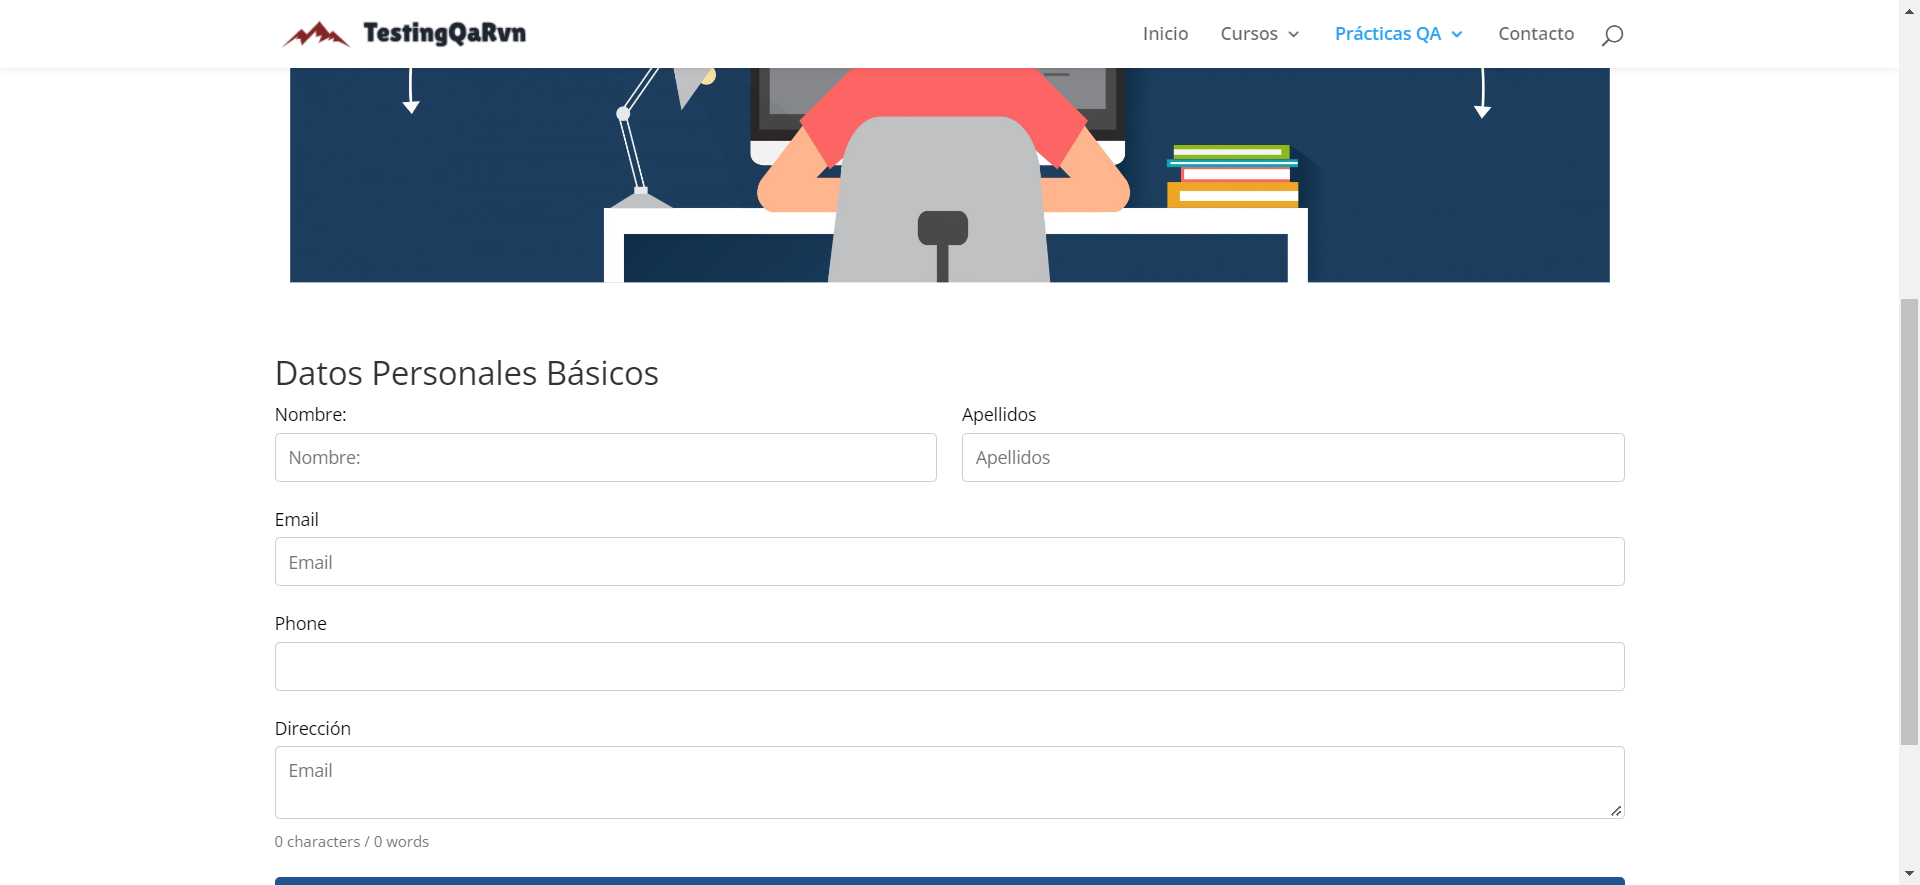 TestingQaRvn
Inicio Cursos Prácticas QA Contacto
Datos Personales Básicos
Nombre: Apellidos
Nombre: Apellidos
Email
Email
Phone
Dirección
Email
0 characters / 0 words